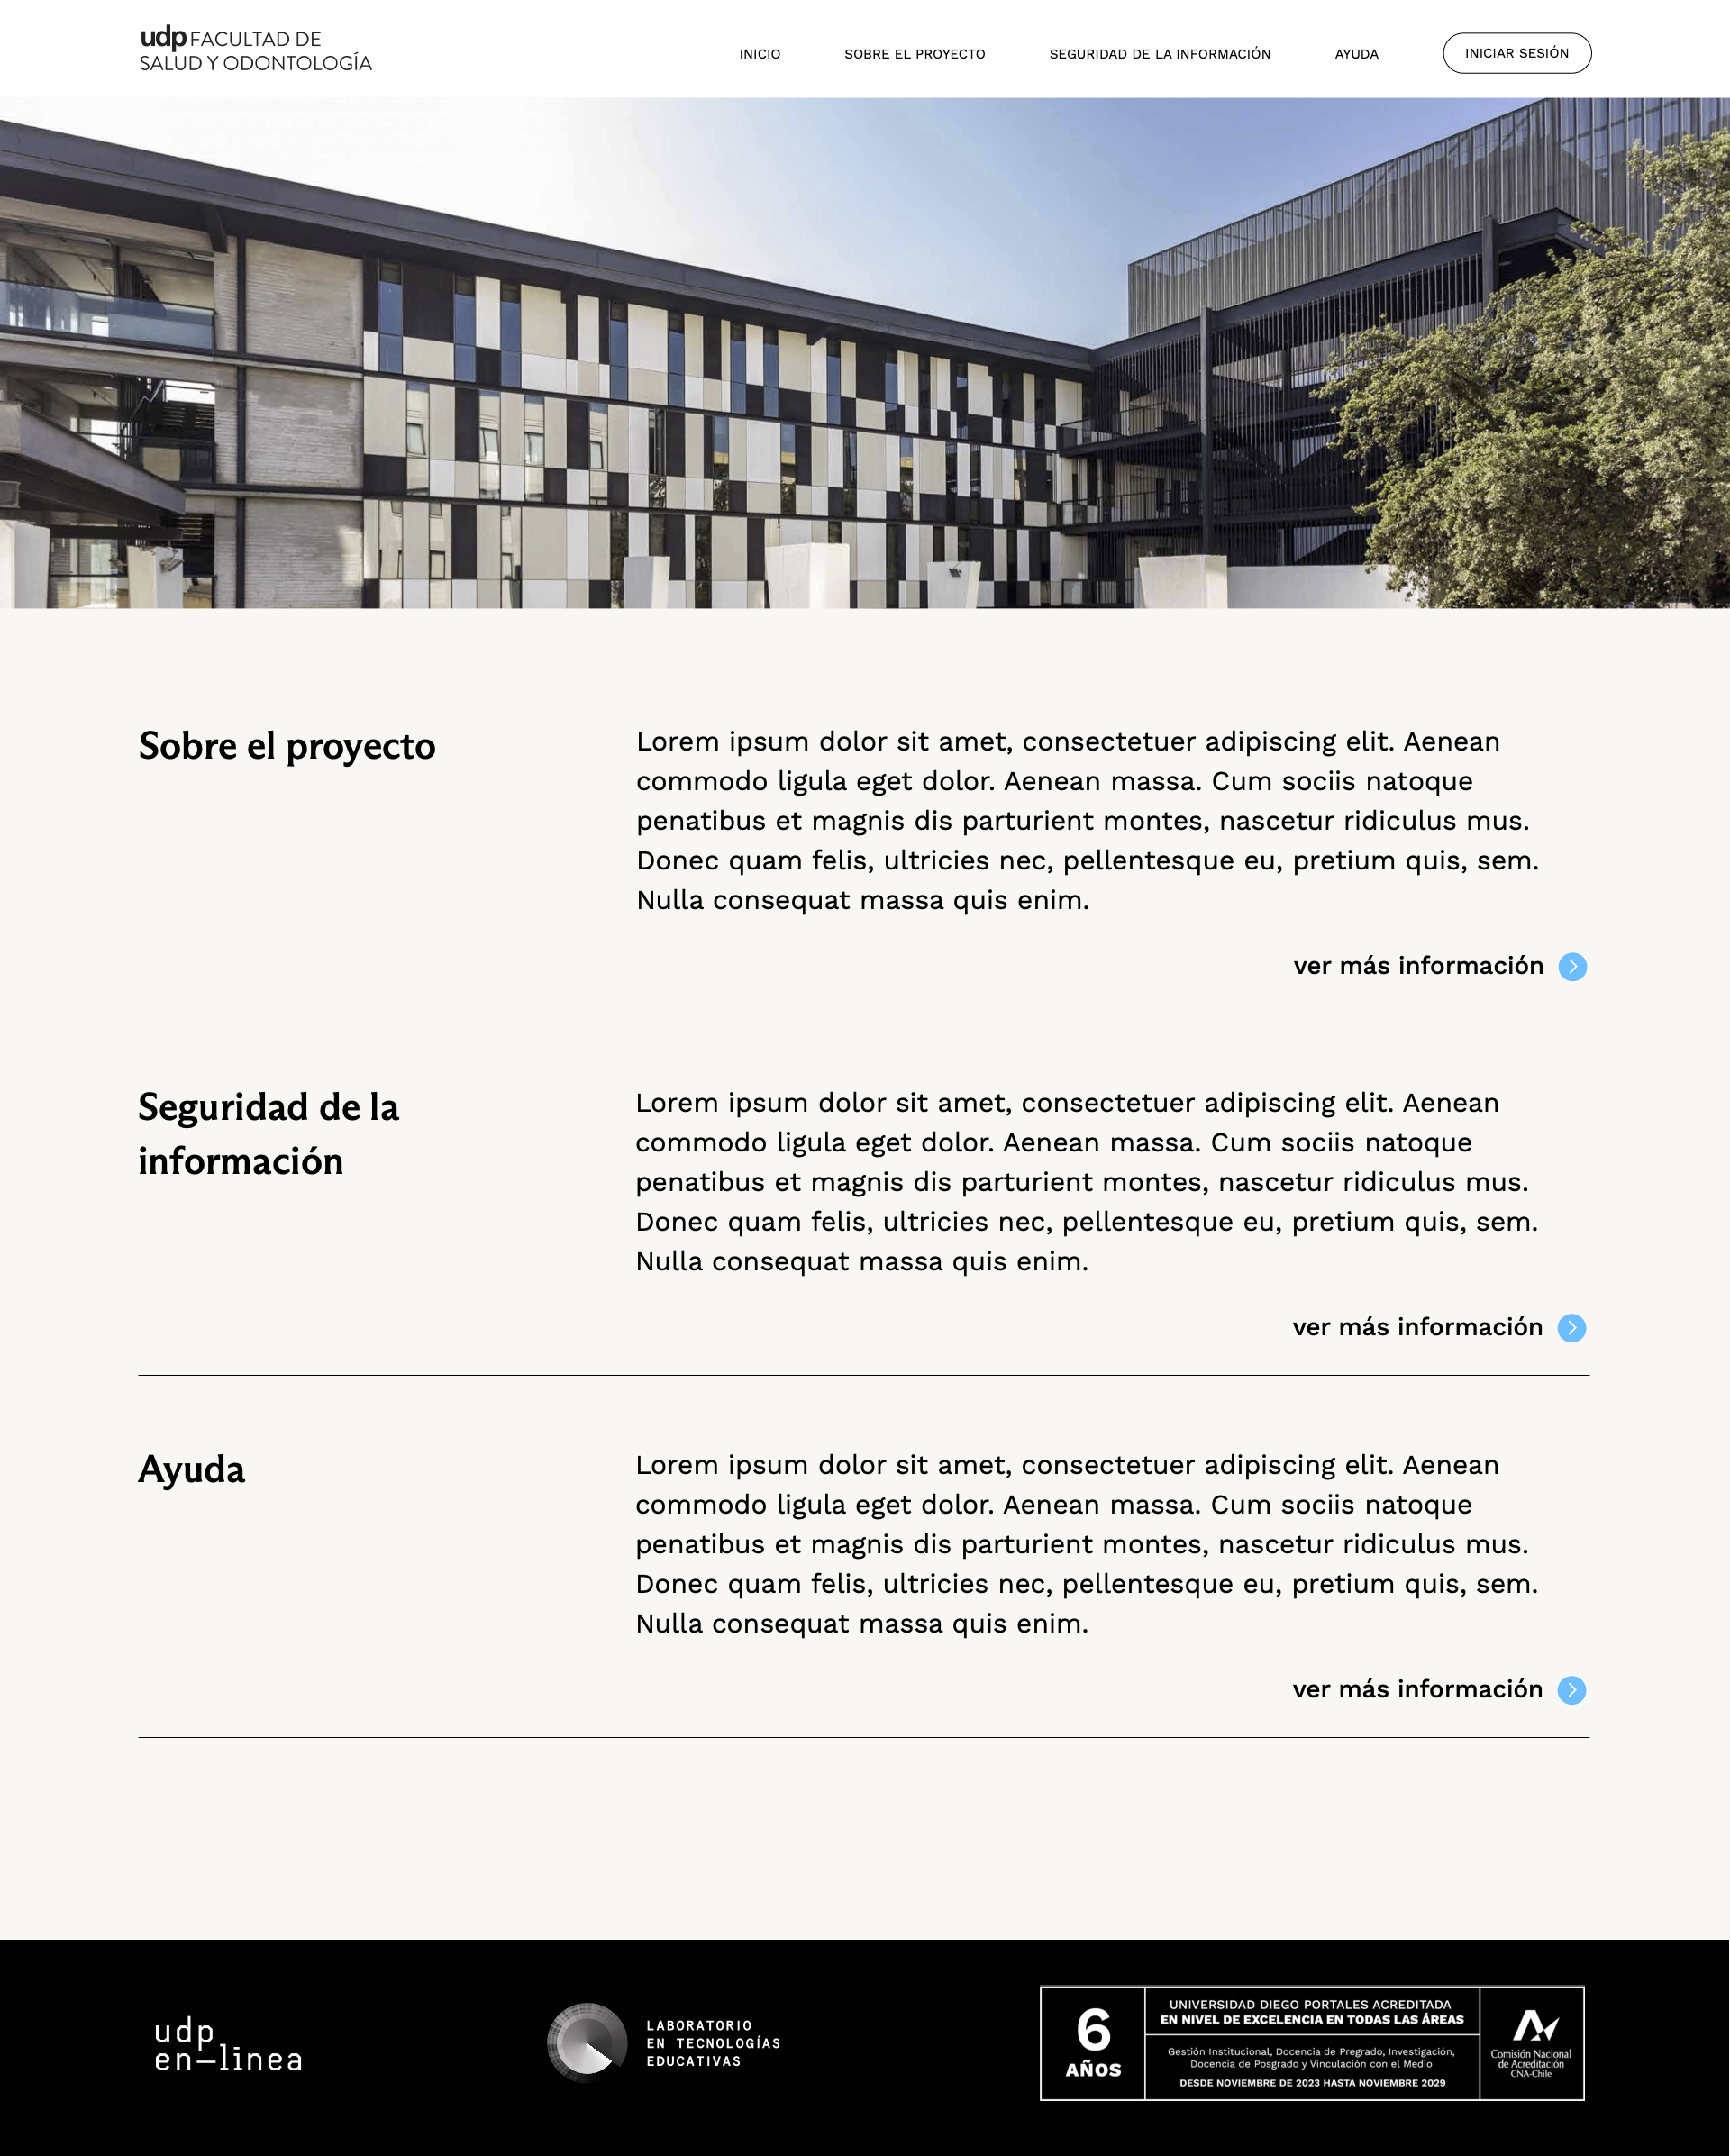 udp FACULTAD DE
SALUD Y ODONTOLOGÍA
INICIO
SOBRE EL PROYECTO
SEGURIDAD DE LA INFORMACIÓN
AYUDA
INICIAR SESIÓN
Sobre el proyecto
Lorem ipsum dolor sit amet, consectetuer adipiscing elit. Aenean
commodo ligula eget dolor. Aenean massa. Cum sociis natoque
penatibus et magnis dis parturient montes, nascetur ridiculus mus.
Donec quam felis, ultricies nec, pellentesque eu, pretium quis, sem.
Nulla consequat massa quis enim.
ver más información
Seguridad de la
información
Lorem ipsum dolor sit amet, consectetuer adipiscing elit. Aenean
commodo ligula eget dolor. Aenean massa. Cum sociis natoque
penatibus et magnis dis parturient montes, nascetur ridiculus mus.
Donec quam felis, ultricies nec, pellentesque eu, pretium quis, sem.
Nulla consequat massa quis enim.
ver más información
Ayuda
Lorem ipsum dolor sit amet, consectetuer adipiscing elit. Aenean
commodo ligula eget dolor. Aenean massa. Cum sociis natoque
penatibus et magnis dis parturient montes, nascetur ridiculus mus.
Donec quam felis, ultricies nec, pellentesque eu, pretium quis, sem.
Nulla consequat massa quis enim.
ver más información
udp
en–linea
LABORATORIO
EN TECNOLOGÍAS
EDUCATIVAS
6
AÑOS
UNIVERSIDAD DIEGO PORTALES ACREDITADA
EN NIVEL DE EXCELENCIA EN TODAS LAS ÁREAS
Gestión Institucional, Docencia de Pregrado, Investigación,
Docencia de Posgrado y Vinculación con el Medio
DESDE NOVIEMBRE DE 2023 HASTA NOVIEMBRE 2029
Comisión Nacional
de Acreditación
CNA-Chile